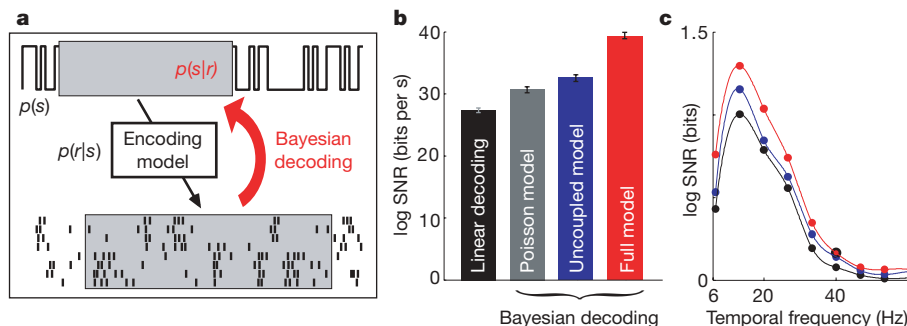 a
p(s)
p(s|r)
p(r|s)
Encoding
model
Bayesian
decoding
b
log SNR (bits per s)
40
30
20
10
0
Linear decoding
Poisson model
Uncoupled model
Full model
Bayesian decoding
c
log SNR (bits)
1.5
0
6
20
40
Temporal frequency (Hz)